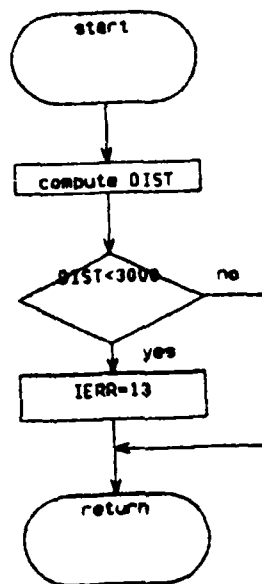 start
compute DIST
DIST<3000
no
yes
IERR=13
return